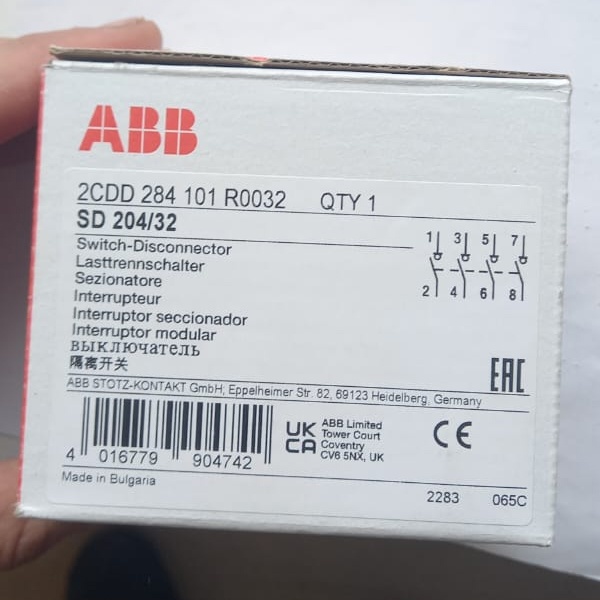 ABB
2CDD 284 101 R0032 QTY 1
SD 204/32
Switch-Disconnector
Lasttrennschalter
Sezionatore
Interrupteur
Interruptor seccionador
Interruptor modular
выключатель
隔离开关
1 3 5 7
2 4 6 8
EAC
ABB STOTZ-KONTAKT GmbH, Eppelheimer Str. 82, 69123 Heidelberg, Germany
4 016779 904742
UK CA
ABB Limited
Tower Court
Coventry
CV6 5NX, UK
CE
Made in Bulgaria
2283 065C